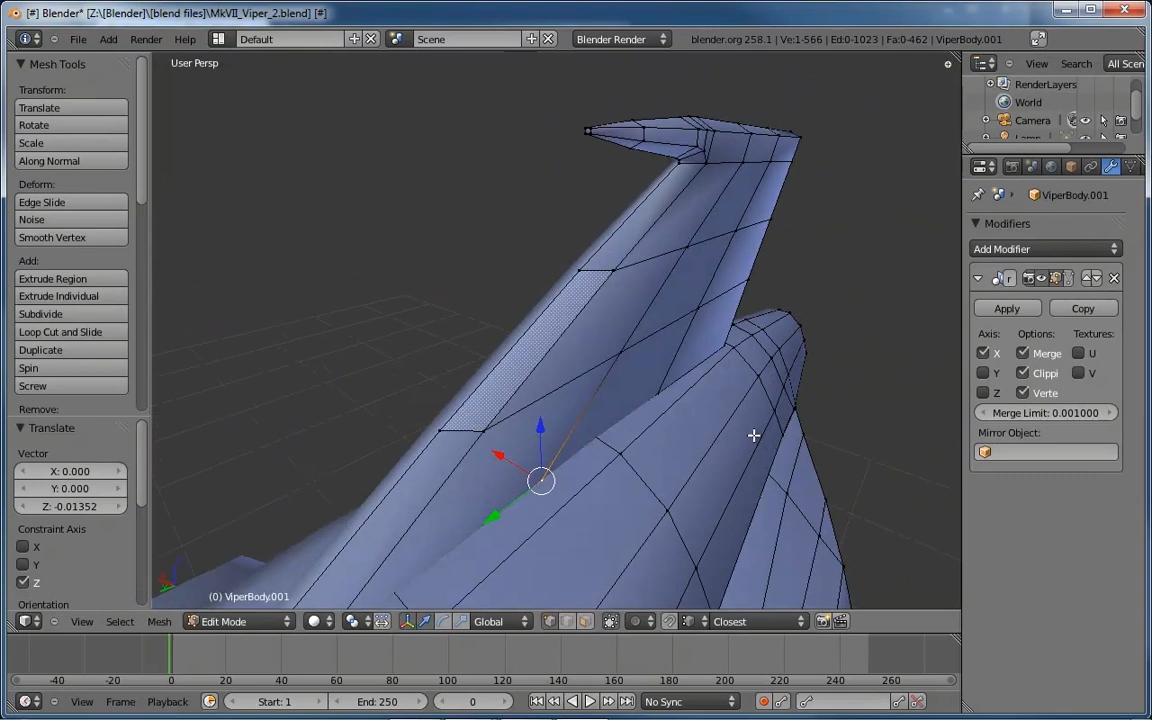 [#] Blender* [Z:\[Blender]\[blend files]\MkVII_Viper_2.blend] [#]
File Add Render Help Default Scene Blender Render blender.org 258.1 | Ve:1-566 | Ed:0-1023 | Fa:0-462 | ViperBody.001
Mesh Tools
Transform:
Translate
Rotate
Scale
Along Normal
Deform:
Edge Slide
Noise
Smooth Vertex
Add:
Extrude Region
Extrude Individual
Subdivide
Loop Cut and Slide
Duplicate
Spin
Screw
Remove:
Translate
Vector
X: 0.000
Y: 0.000
Z: -0.01352
Constraint Axis
X
Y
Z
Orientation
User Persp
(0) ViperBody.001
View Select Mesh Edit Mode Global Closest
View Search All Scen
RenderLayers
World
Camera
ViperBody.001
Modifiers
Add Modifier
r
Apply Copy
Axis: Options: Textures:
X Merge U
Y Clippi V
Z Verte
Merge Limit: 0.001000
Mirror Object:
-40 -20 0 20 40 60 80 100 120 140 160 180 200 220 240 260
View Frame Playback Start: 1 End: 250 0 No Sync